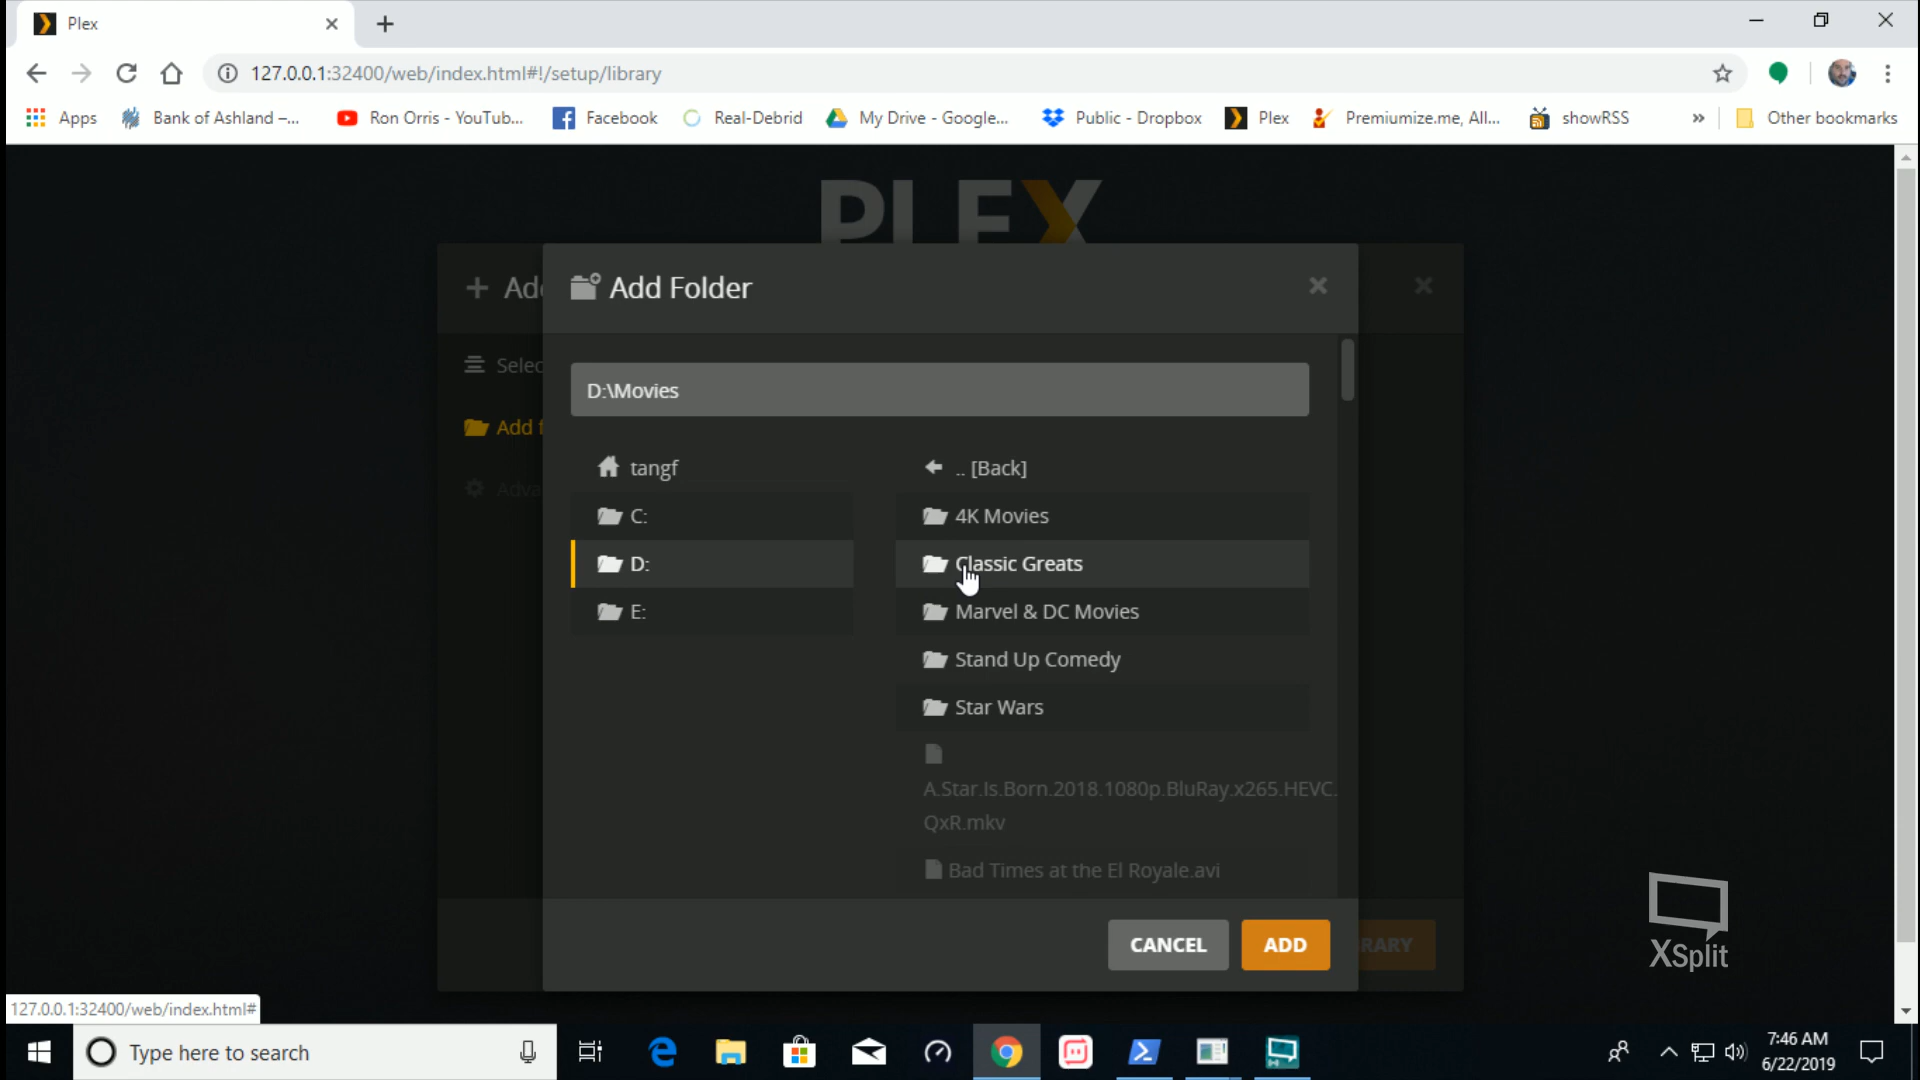 Plex
127.0.0.1:32400/web/index.html#!/setup/library
Apps
Bank of Ashland –...
Ron Orris - YouTub...
Facebook
Real-Debrid
My Drive - Google...
Public - Dropbox
Plex
Premiumize.me, All...
showRSS
»
Other bookmarks
PLEX
Add
Add Folder
Selec
D:\Movies
Add f
tangf
.. [Back]
C:
4K Movies
Adva
D:
Classic Greats
E:
Marvel & DC Movies
Stand Up Comedy
Star Wars
A.Star.Is.Born.2018.1080p.BluRay.x265.HEVC.
QxR.mkv
Bad Times at the El Royale.avi
CANCEL
ADD
RARY
XSplit
127.0.0.1:32400/web/index.html#
Type here to search
7:46 AM
6/22/2019